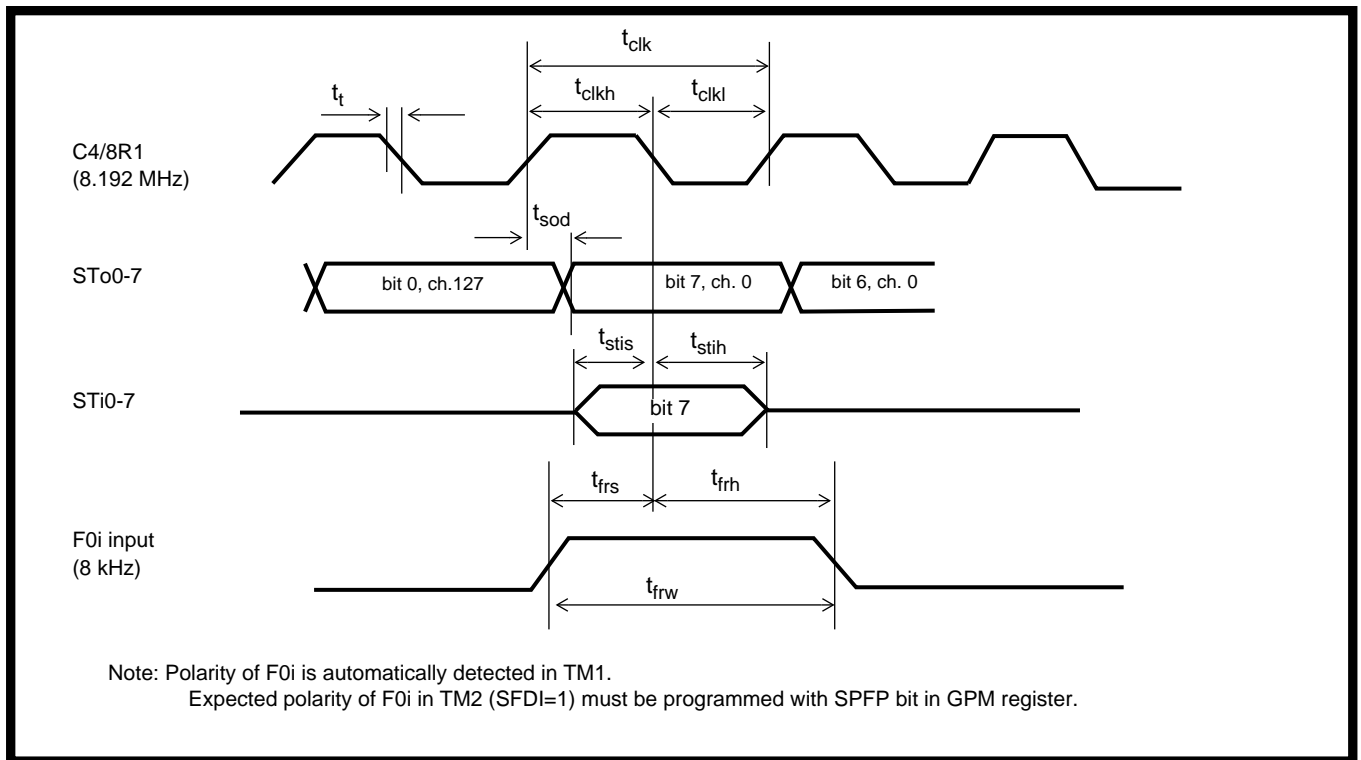 t_clk
t_clkh
t_clkl
t_t
C4/8R1
(8.192 MHz)
t_sod
STo0-7
bit 0, ch.127
bit 7, ch. 0
bit 6, ch. 0
t_stis
t_stih
STi0-7
bit 7
t_frs
t_frh
F0i input
(8 kHz)
t_frw
Note: Polarity of F0i is automatically detected in TM1.
Expected polarity of F0i in TM2 (SFDI=1) must be programmed with SPFP bit in GPM register.